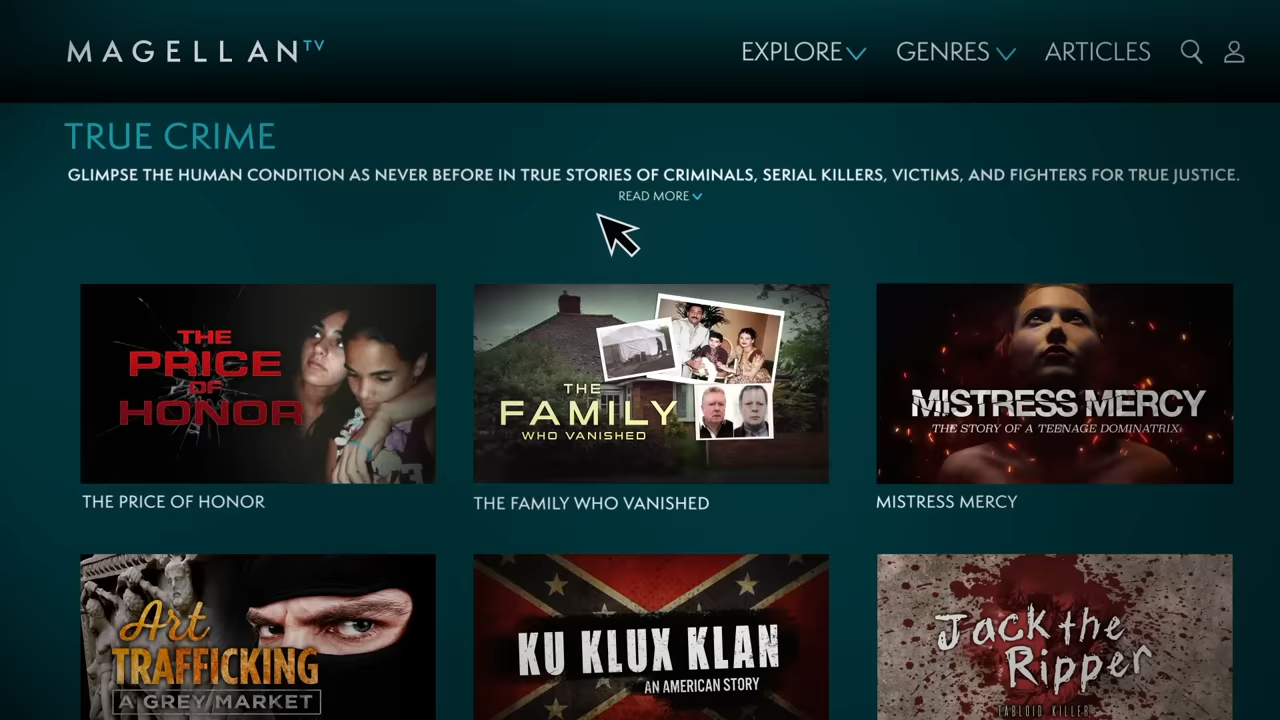 MAGELLANTV
EXPLORE GENRES ARTICLES
TRUE CRIME
GLIMPSE THE HUMAN CONDITION AS NEVER BEFORE IN TRUE STORIES OF CRIMINALS, SERIAL KILLERS, VICTIMS, AND FIGHTERS FOR TRUE JUSTICE.
READ MORE
THE
PRICE
OF
HONOR
THE
FAMILY
WHO VANISHED
MISTRESS MERCY
THE STORY OF A TEENAGE DOMINATRIX
THE PRICE OF HONOR
THE FAMILY WHO VANISHED
MISTRESS MERCY
Art
TRAFFICKING
A GREY MARKET
KU KLUX KLAN
AN AMERICAN STORY
Jack the
Ripper
TABLOID KILLER